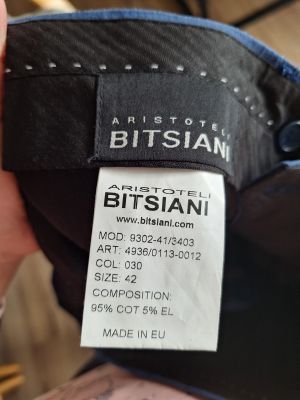 ARISTOTELI
BITSIANI
ARISTOTELI
BITSIANI
www.bitsiani.com
MOD: 9302-41/3403
ART: 4936/0113-0012
COL: 030
SIZE: 42
COMPOSITION:
95% COT 5% EL
MADE IN EU